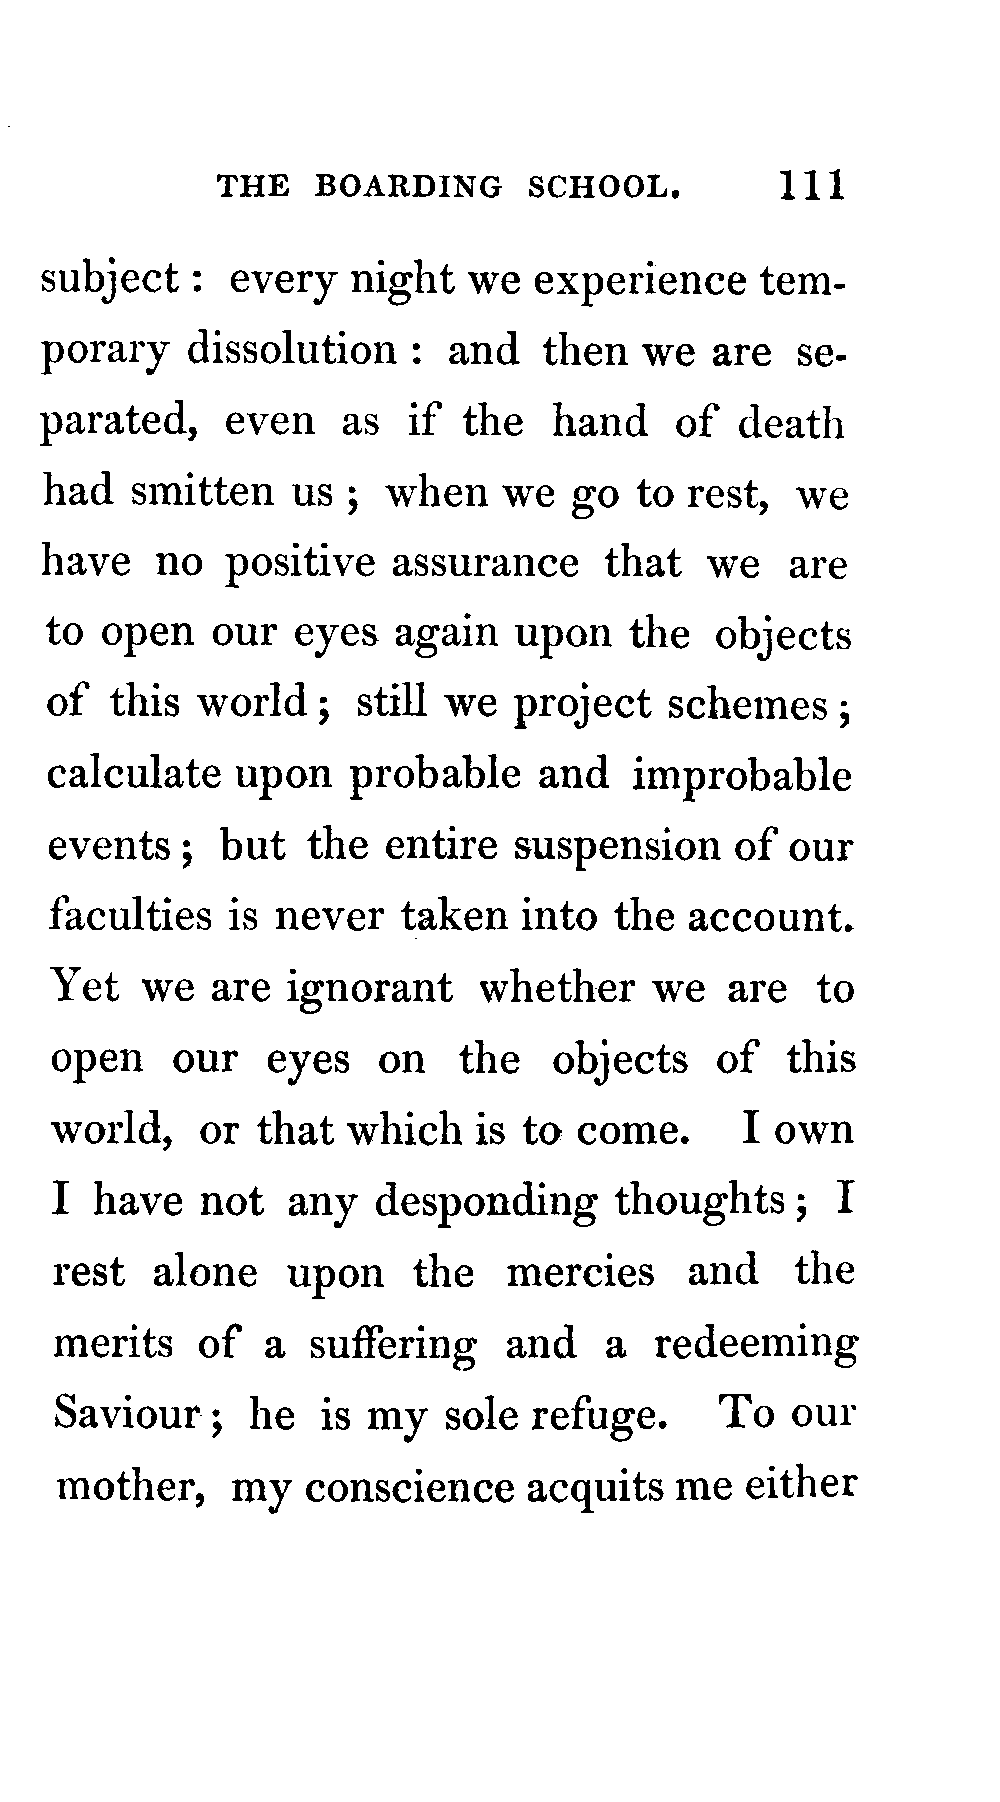 THE BOARDING SCHOOL. 111
subject : every night we experience tem-
porary dissolution : and then we are se-
parated, even as if the hand of death
had smitten us ; when we go to rest, we
have no positive assurance that we are
to open our eyes again upon the objects
of this world ; still we project schemes ;
calculate upon probable and improbable
events ; but the entire suspension of our
faculties is never taken into the account.
Yet we are ignorant whether we are to
open our eyes on the objects of this
world, or that which is to come. I own
I have not any desponding thoughts ; I
rest alone upon the mercies and the
merits of a suffering and a redeeming
Saviour ; he is my sole refuge. To our
mother, my conscience acquits me either